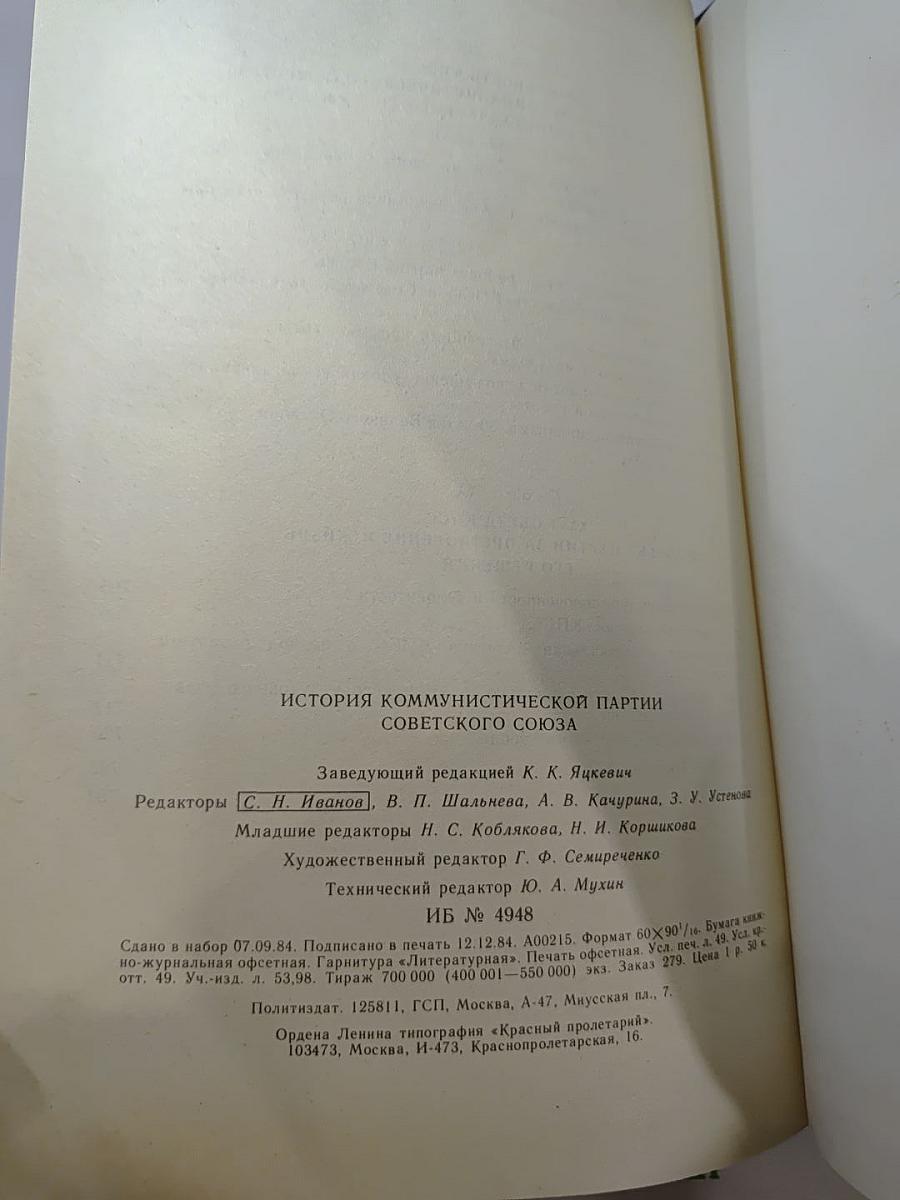 ИСТОРИЯ КОММУНИСТИЧЕСКОЙ ПАРТИИ
СОВЕТСКОГО СОЮЗА
Заведующий редакцией К. К. Яцкевич
Редакторы С. Н. Иванов, В. П. Шальнева, А. В. Качурина, З. У. Устенова
Младшие редакторы Н. С. Коблякова, Н. И. Коршикова
Художественный редактор Г. Ф. Семиреченко
Технический редактор Ю. А. Мухин
ИБ № 4948
Сдано в набор 07.09.84. Подписано в печать 12.12.84. А00215. Формат 60×90¹/₁₆. Бумага книж-
но-журнальная офсетная. Гарнитура «Литературная». Печать офсетная. Усл. печ. л. 49. Усл. кр.-
отт. 49. Уч.-изд. л. 53,98. Тираж 700 000 (400 001—550 000) экз. Заказ 279. Цена 1 р. 50 к.
Политиздат. 125811, ГСП, Москва, А-47, Миусская пл., 7.
Ордена Ленина типография «Красный пролетарий».
103473, Москва, И-473, Краснопролетарская, 16.